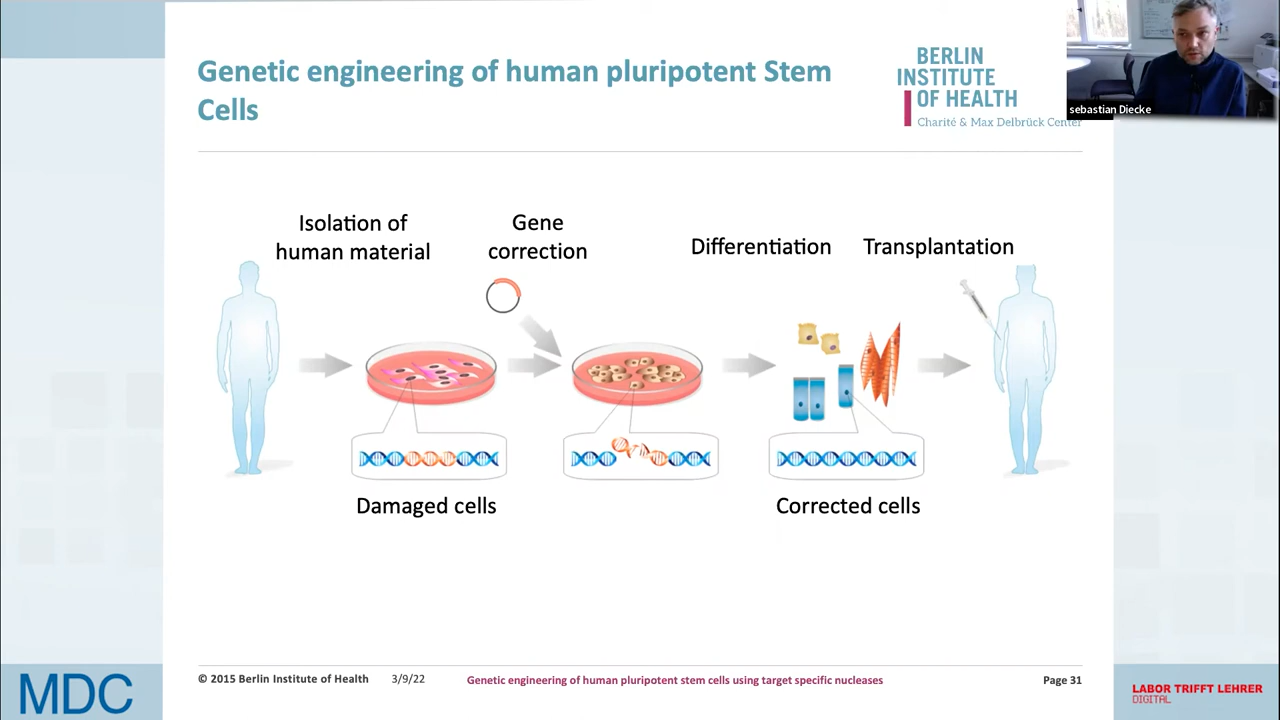 Genetic engineering of human pluripotent Stem
Cells
BERLIN
INSTITUTE
OF HEALTH
Charité & Max Delbrück Center
sebastian Diecke
Isolation of
human material
Gene
correction
Differentiation
Transplantation
Damaged cells
Corrected cells
© 2015 Berlin Institute of Health
3/9/22
Genetic engineering of human pluripotent stem cells using target specific nucleases
Page 31
MDC
LABOR TRIFFT LEHRER
DIGITAL